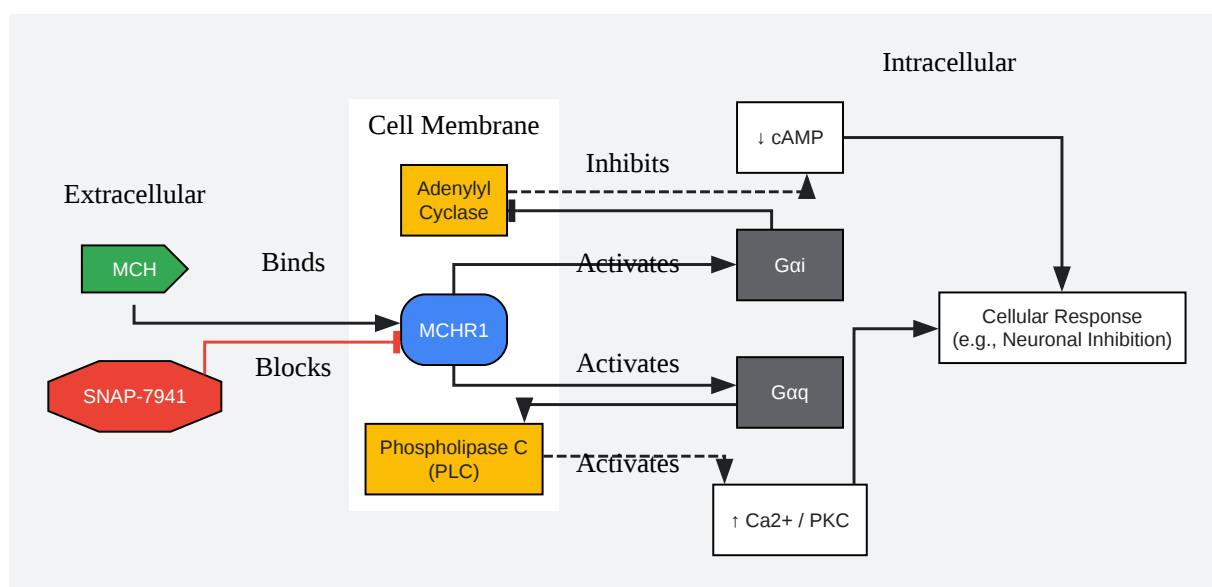 Intracellular
Cell Membrane
↓ cAMP
Inhibits
Adenylyl
Cyclase
Extracellular
Binds
MCH
Activates
Gαi
MCHR1
Cellular Response
(e.g., Neuronal Inhibition)
Blocks
Activates
SNAP-7941
Gαq
Phospholipase C
(PLC)
Activates
↑ Ca2+ / PKC